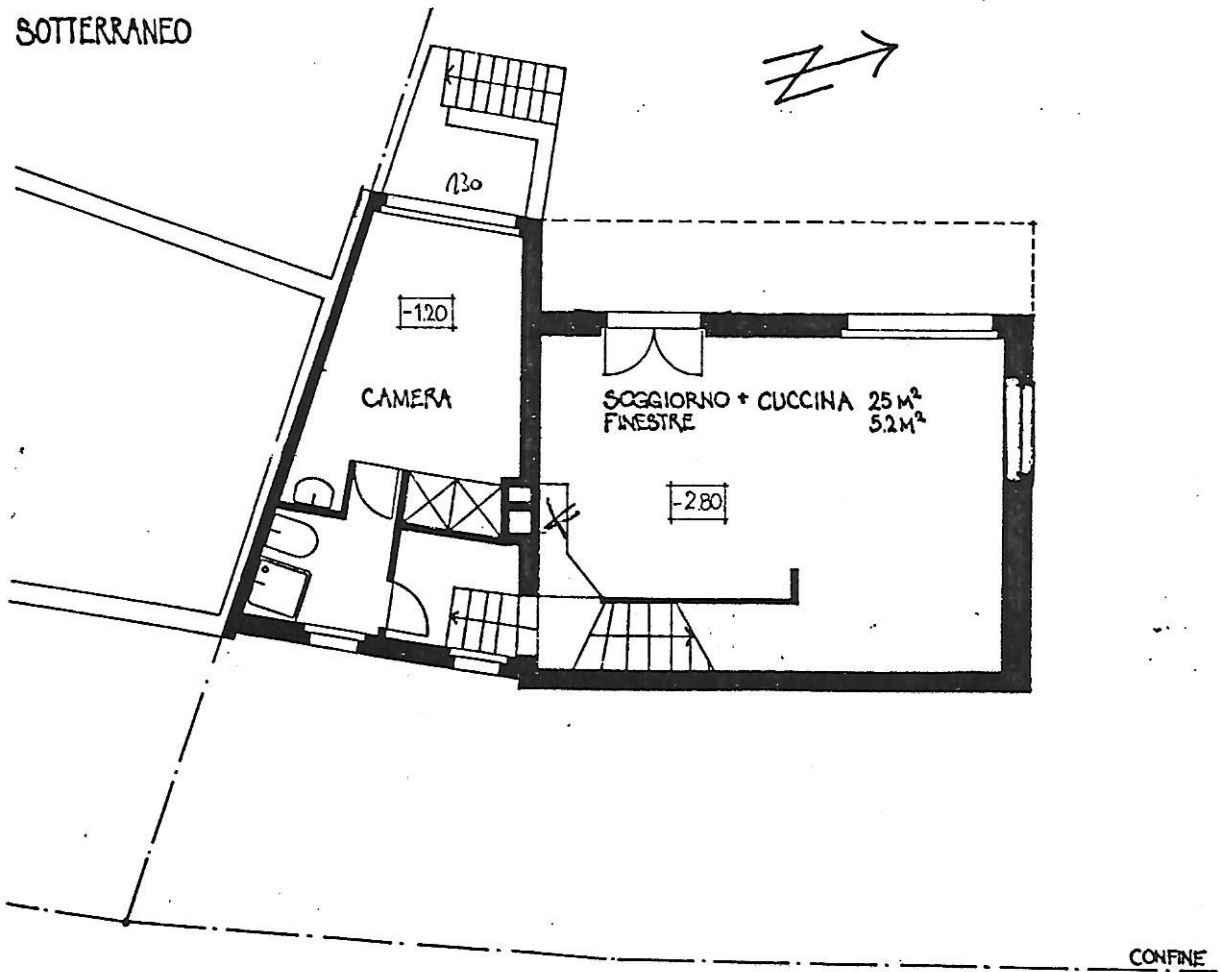 SOTTERRANEO
130
-1.20
CAMERA
SOGGIORNO + CUCCINA 25 M²
FINESTRE 5.2 M²
-2.80
CONFINE